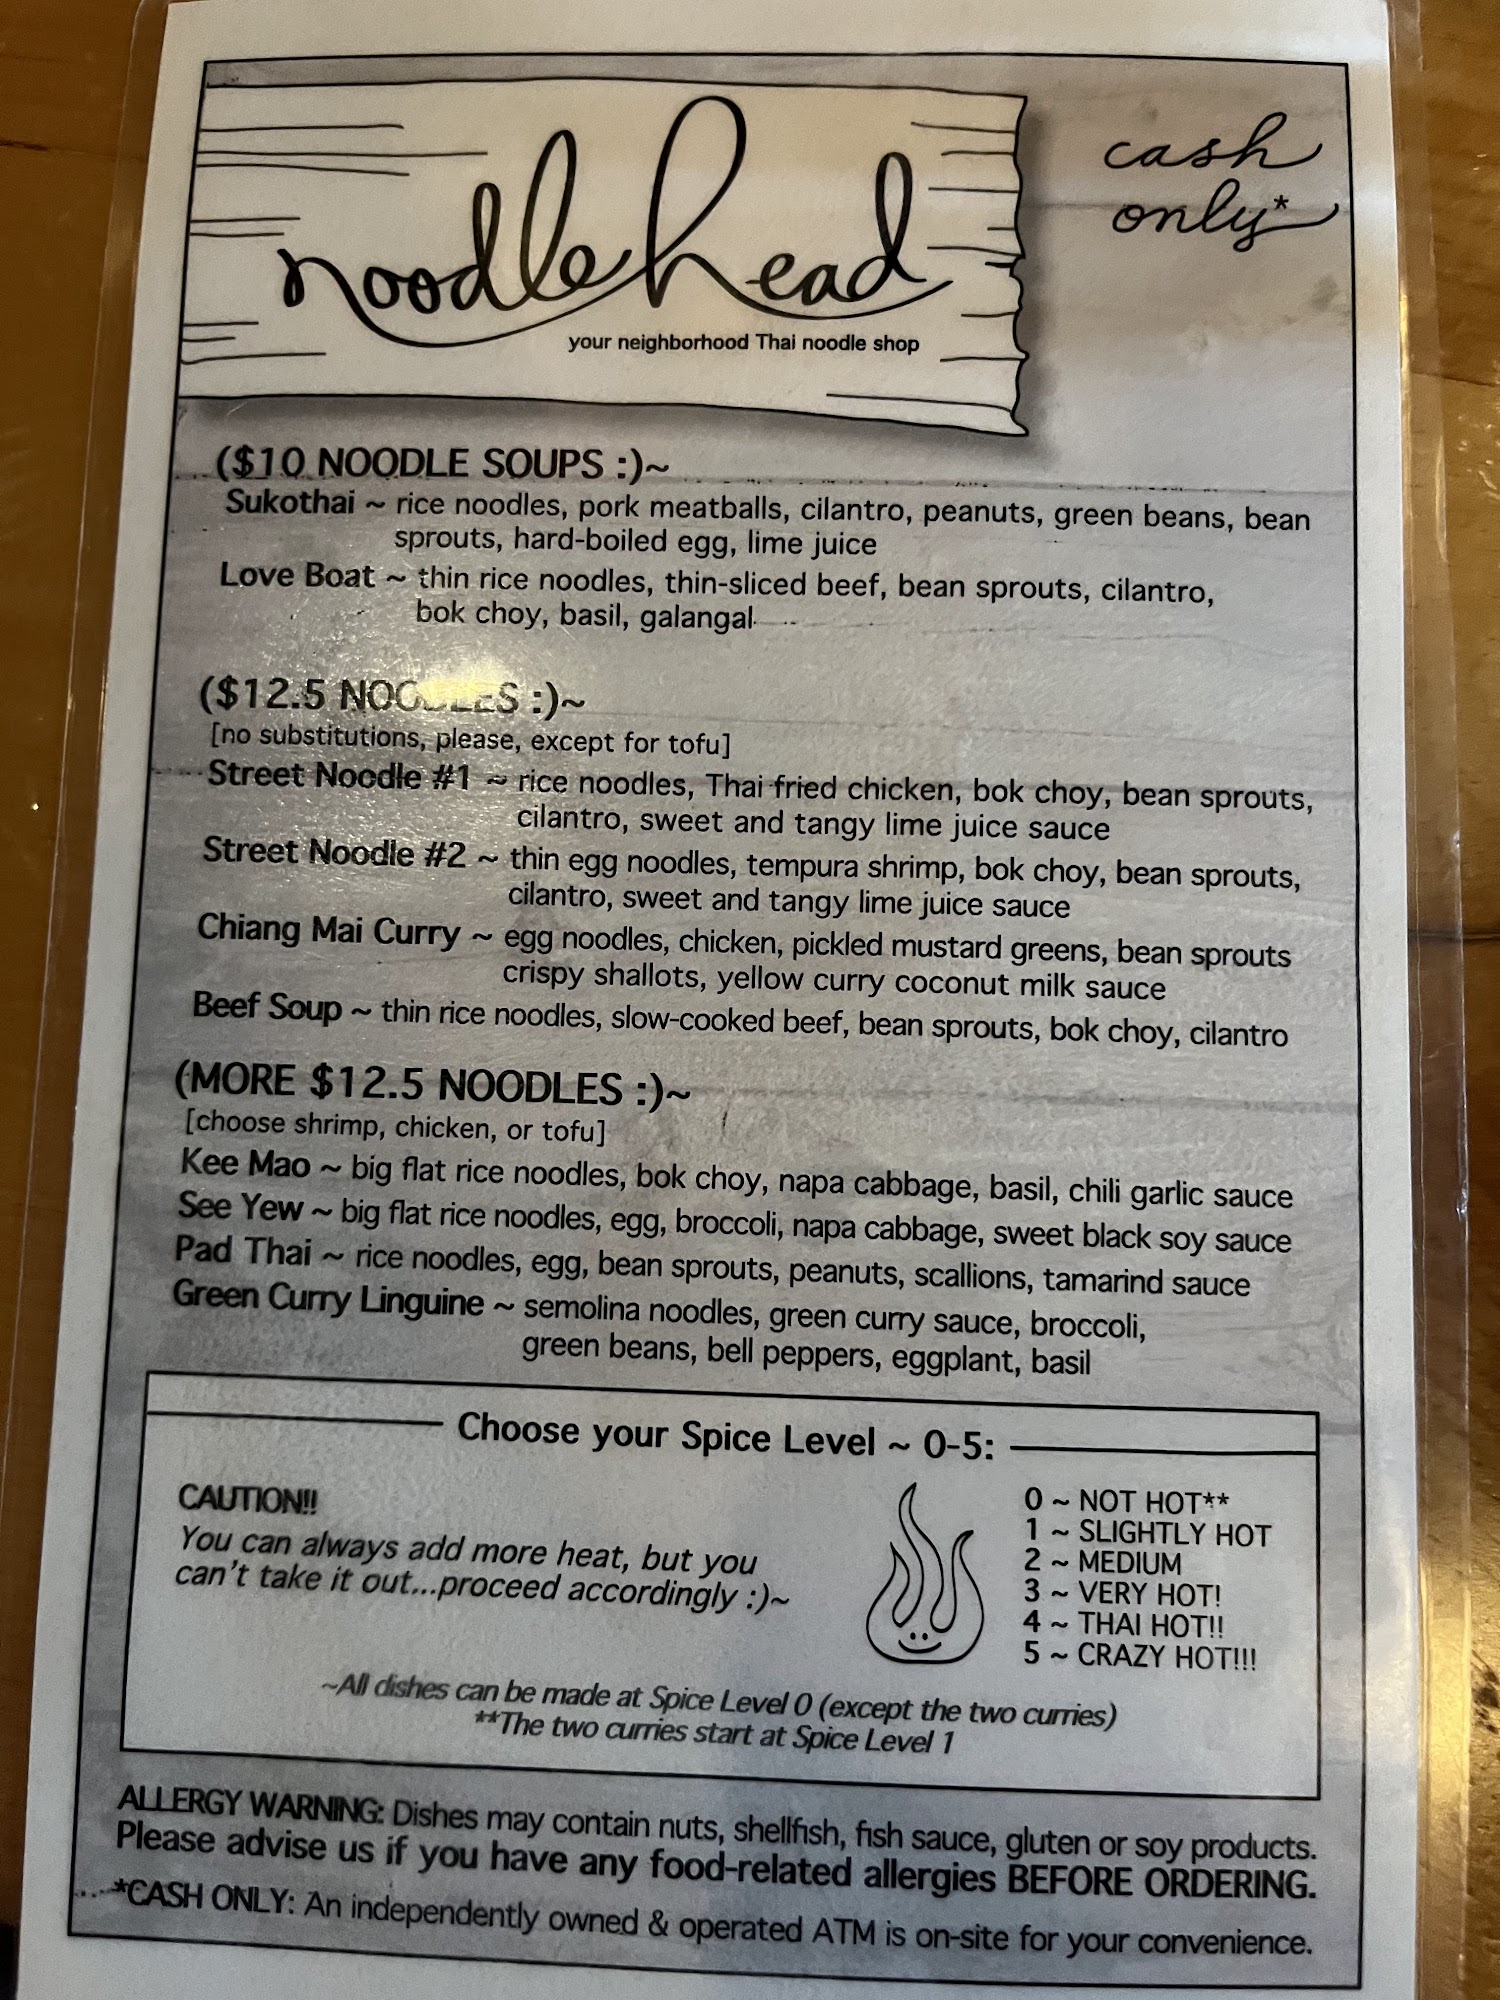 noodlehead
your neighborhood Thai noodle shop
cash
only*
($10 NOODLE SOUPS :)~
Sukothai ~ rice noodles, pork meatballs, cilantro, peanuts, green beans, bean
sprouts, hard-boiled egg, lime juice
Love Boat ~ thin rice noodles, thin-sliced beef, bean sprouts, cilantro,
bok choy, basil, galangal
($12.5 NOODLES :)~
[no substitutions, please, except for tofu]
Street Noodle #1 ~ rice noodles, Thai fried chicken, bok choy, bean sprouts,
cilantro, sweet and tangy lime juice sauce
Street Noodle #2 ~ thin egg noodles, tempura shrimp, bok choy, bean sprouts,
cilantro, sweet and tangy lime juice sauce
Chiang Mai Curry ~ egg noodles, chicken, pickled mustard greens, bean sprouts
crispy shallots, yellow curry coconut milk sauce
Beef Soup ~ thin rice noodles, slow-cooked beef, bean sprouts, bok choy, cilantro
(MORE $12.5 NOODLES :)~
[choose shrimp, chicken, or tofu]
Kee Mao ~ big flat rice noodles, bok choy, napa cabbage, basil, chili garlic sauce
See Yew ~ big flat rice noodles, egg, broccoli, napa cabbage, sweet black soy sauce
Pad Thai ~ rice noodles, egg, bean sprouts, peanuts, scallions, tamarind sauce
Green Curry Linguine ~ semolina noodles, green curry sauce, broccoli,
green beans, bell peppers, eggplant, basil
Choose your Spice Level ~ 0-5:
CAUTION!!
You can always add more heat, but you
can't take it out...proceed accordingly :)~
0 ~ NOT HOT**
1 ~ SLIGHTLY HOT
2 ~ MEDIUM
3 ~ VERY HOT!
4 ~ THAI HOT!!
5 ~ CRAZY HOT!!!
~All dishes can be made at Spice Level 0 (except the two curries)
**The two curries start at Spice Level 1
ALLERGY WARNING: Dishes may contain nuts, shellfish, fish sauce, gluten or soy products.
Please advise us if you have any food-related allergies BEFORE ORDERING.
*CASH ONLY: An independently owned & operated ATM is on-site for your convenience.